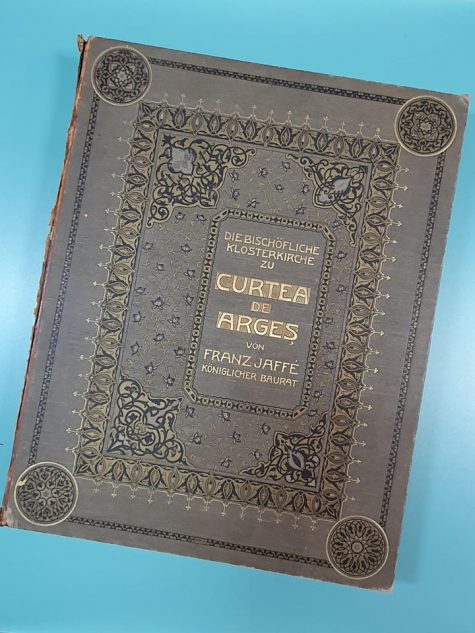 DIE BISCHÖFLICHE
KLOSTERKIRCHE
ZU
CURTEA
DE
ARGEŞ
VON
FRANZ JAFFÉ
KÖNIGLICHER BAURAT